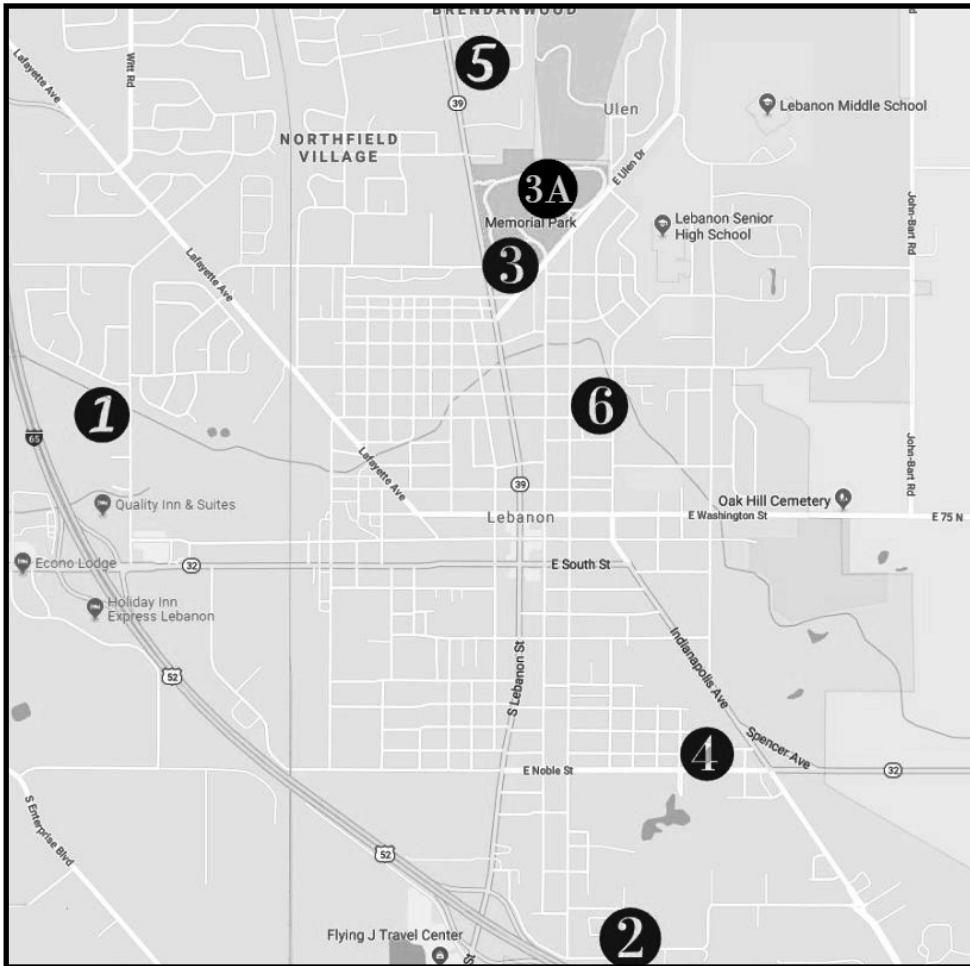 BRENDANWOOD
5
39
Lafayette Ave
Witt Rd
Ulen
Lebanon Middle School
NORTHFIELD
VILLAGE
E Ulen Dr
3A
Memorial Park
Lebanon Senior
High School
John-Bart Rd
3
Lafayette Ave
1
65
6
Lafayette Ave
John-Bart Rd
39
Quality Inn & Suites
Oak Hill Cemetery
Lebanon
E Washington St
E 75 N
Econo Lodge
32
E South St
Holiday Inn
Express Lebanon
Indianapolis Ave
52
S Lebanon St
Spencer Ave
4
E Noble St
32
S Enterprise Blvd
52
2
Flying J Travel Center
St